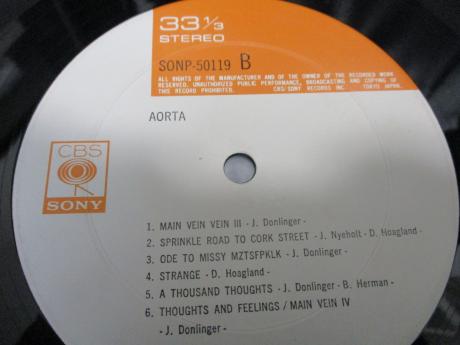 33 1/3
STEREO
SONP-50119 B
ALL RIGHTS OF THE MANUFACTURER AND OF THE OWNER OF THE RECORDED WORK
RESERVED. UNAUTHORIZED PUBLIC PERFORMANCE, BROADCASTING AND COPYING OF
THIS RECORD PROHIBITED. CBS/SONY RECORDS INC. TOKYO JAPAN.
AORTA
CBS
SONY
1. MAIN VEIN VEIN III - J. Donlinger -
2. SPRINKLE ROAD TO CORK STREET - J. Nyeholt - D. Hoagland -
3. ODE TO MISSY MZTSFPKLK - J. Donlinger -
4. STRANGE - D. Hoagland -
5. A THOUSAND THOUGHTS - J. Donlinger - B. Herman -
6. THOUGHTS AND FEELINGS / MAIN VEIN IV
- J. Donlinger -